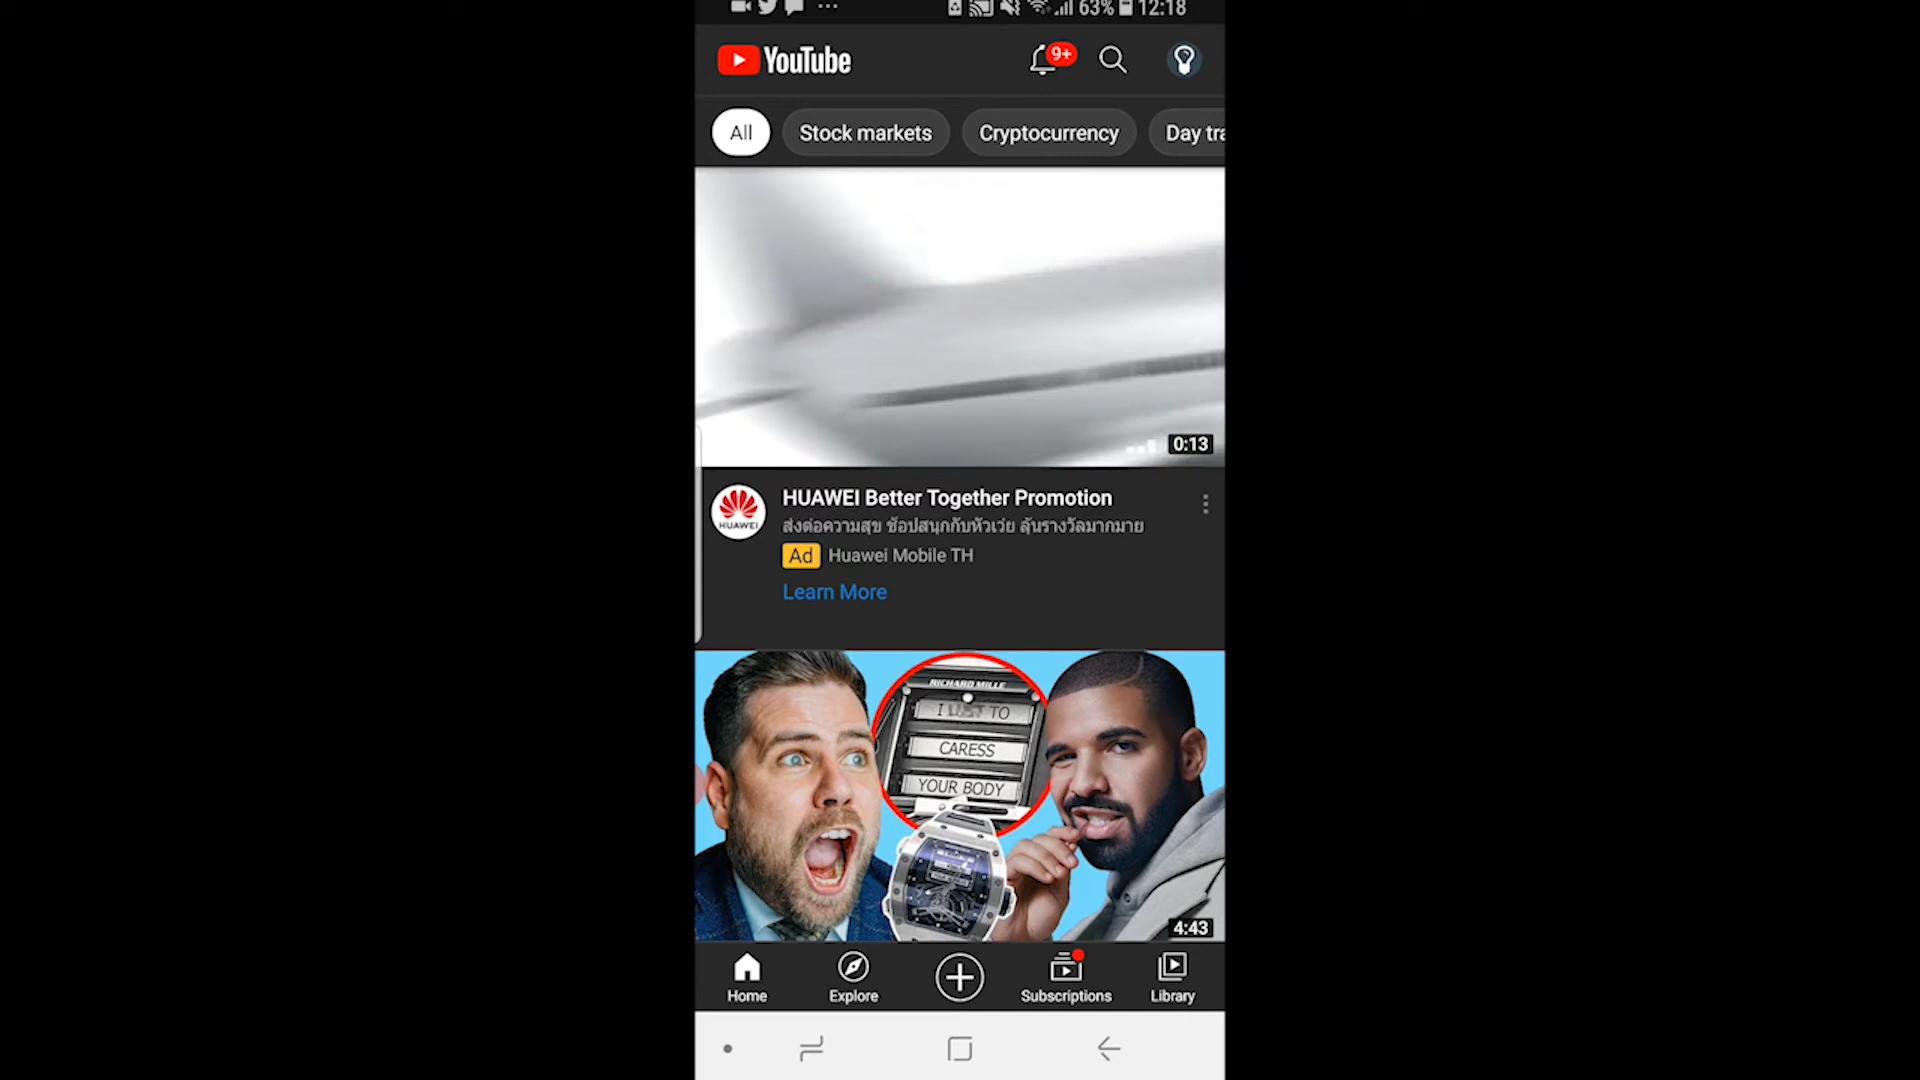 63% 12:18
YouTube
9+
All
Stock markets
Cryptocurrency
Day tra
0:13
HUAWEI
HUAWEI Better Together Promotion
ส่งต่อความสุข ช้อปสนุกกับหัวเว่ย ลุ้นรางวัลมากมาย
Ad Huawei Mobile TH
Learn More
RICHARD MILLE
I LUST TO
CARESS
YOUR BODY
4:43
Home
Explore
Subscriptions
Library